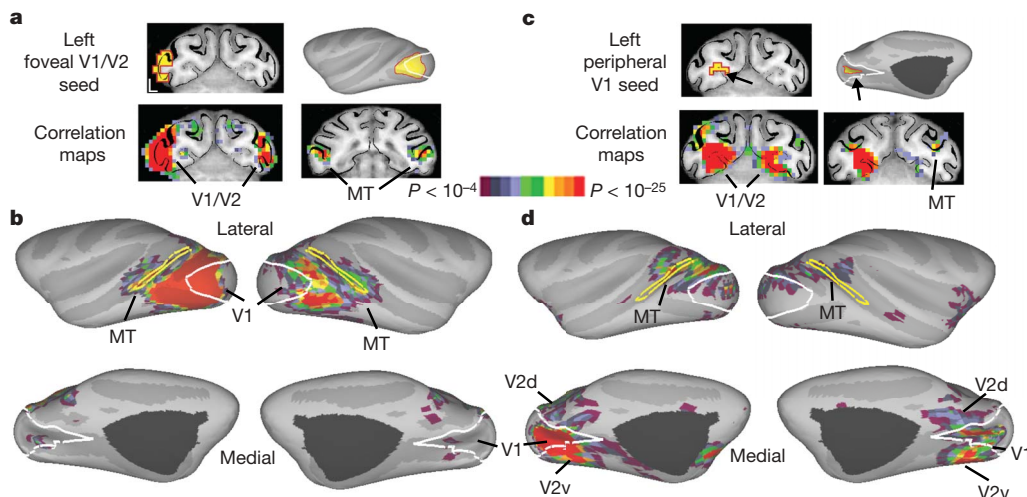 a
Left
foveal V1/V2
seed
Correlation
maps
V1/V2
MT
P < 10⁻⁴
P < 10⁻²⁵
c
Left
peripheral
V1 seed
Correlation
maps
V1/V2
MT
b
Lateral
MT
V1
MT
Medial
V1
d
Lateral
MT
MT
V2d
V2v
Medial
V2d
V1
V2v